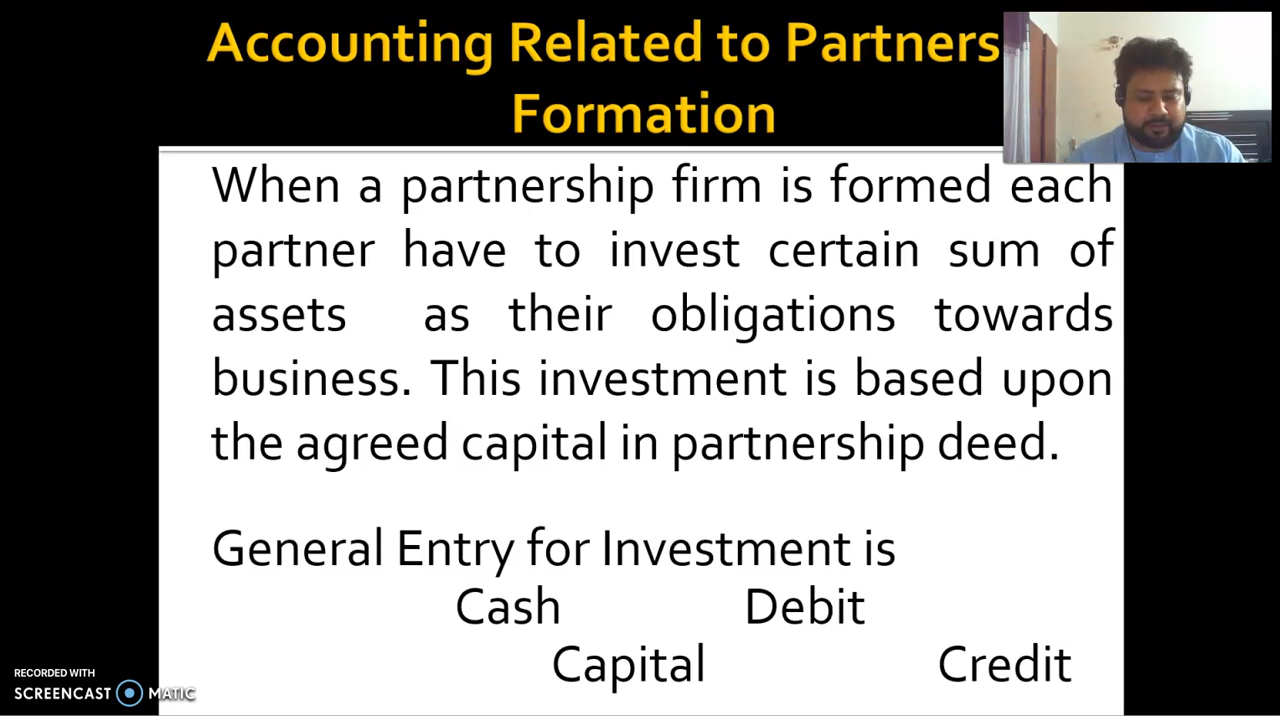 Accounting Related to Partners
Formation
When a partnership firm is formed each
partner have to invest certain sum of
assets as their obligations towards
business. This investment is based upon
the agreed capital in partnership deed.
General Entry for Investment is
Cash Debit
Capital Credit
RECORDED WITH
SCREENCAST MATIC